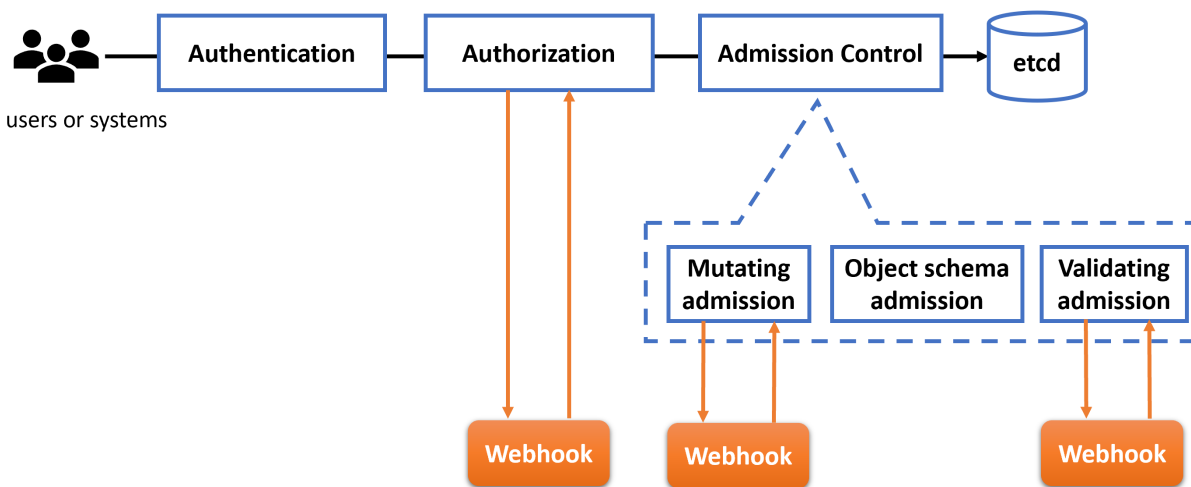 Authentication
Authorization
Admission Control
etcd
users or systems
Mutating
admission
Object schema
admission
Validating
admission
Webhook
Webhook
Webhook